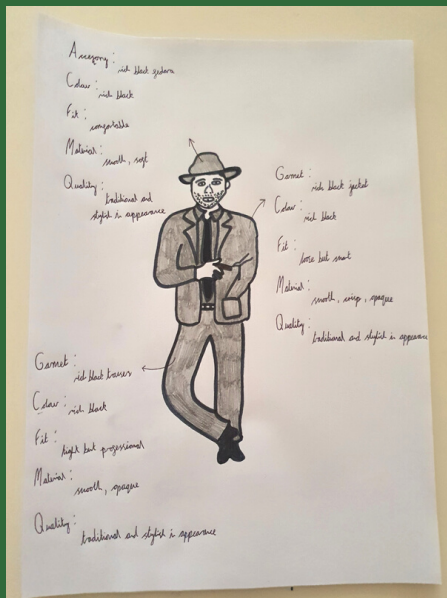 Accessory:
rich black fedora
Colour:
rich black
Fit:
comfortable
Material:
smooth, soft
Quality:
traditional and
stylish in appearance
Garment:
rich black jacket
Colour:
rich black
Fit:
loose but smart
Material:
smooth, crisp, opaque
Quality:
traditional and stylish in appearance
Garment:
rich black trousers
Colour:
rich black
Fit:
tight but professional
Material:
smooth, opaque
Quality:
traditional and stylish in appearance